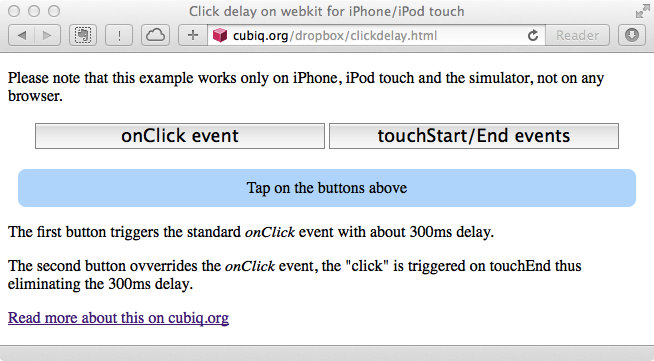 Click delay on webkit for iPhone/iPod touch
! + cubiq.org/dropbox/clickdelay.html Reader
Please note that this example works only on iPhone, iPod touch and the simulator, not on any
browser.
onClick event touchStart/End events
Tap on the buttons above
The first button triggers the standard onClick event with about 300ms delay.
The second button ovverrides the onClick event, the "click" is triggered on touchEnd thus
eliminating the 300ms delay.
Read more about this on cubiq.org